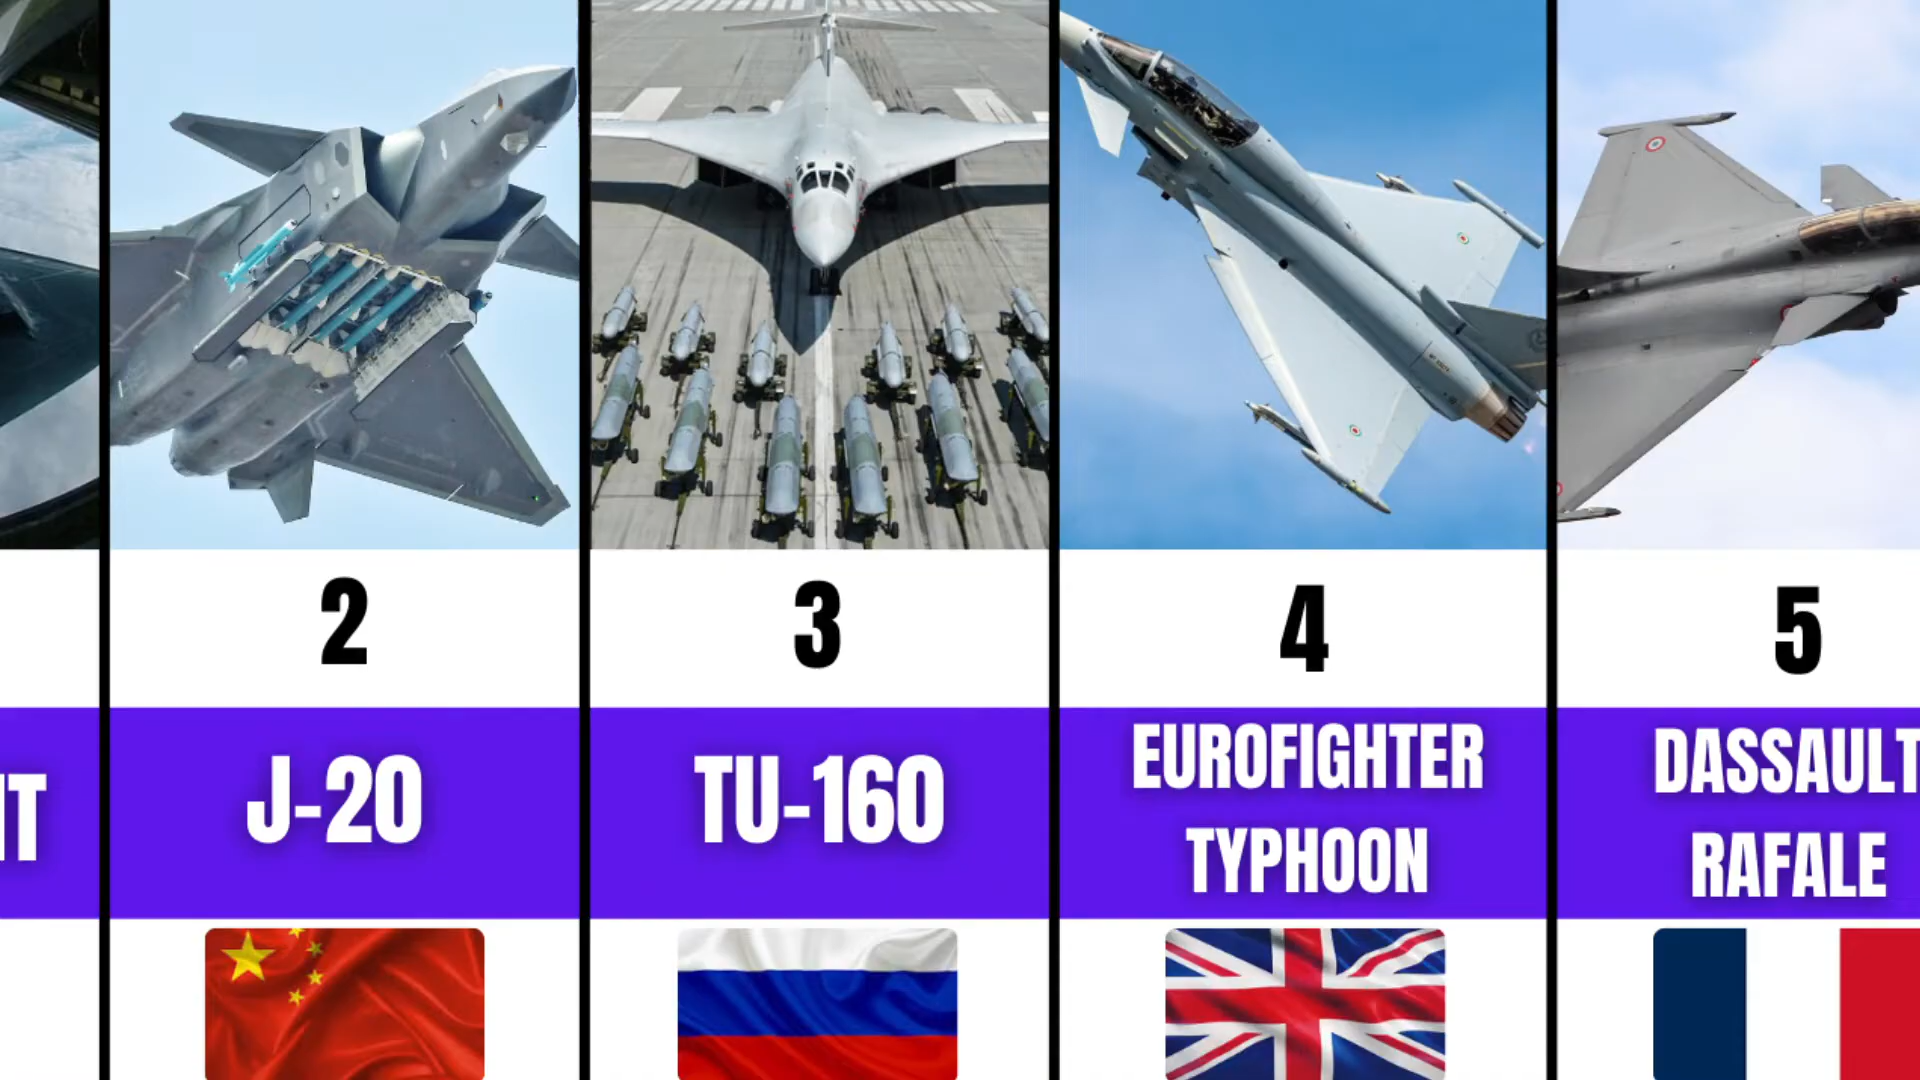 2
3
4
5
J-20
TU-160
EUROFIGHTER
TYPHOON
DASSAULT
RAFALE